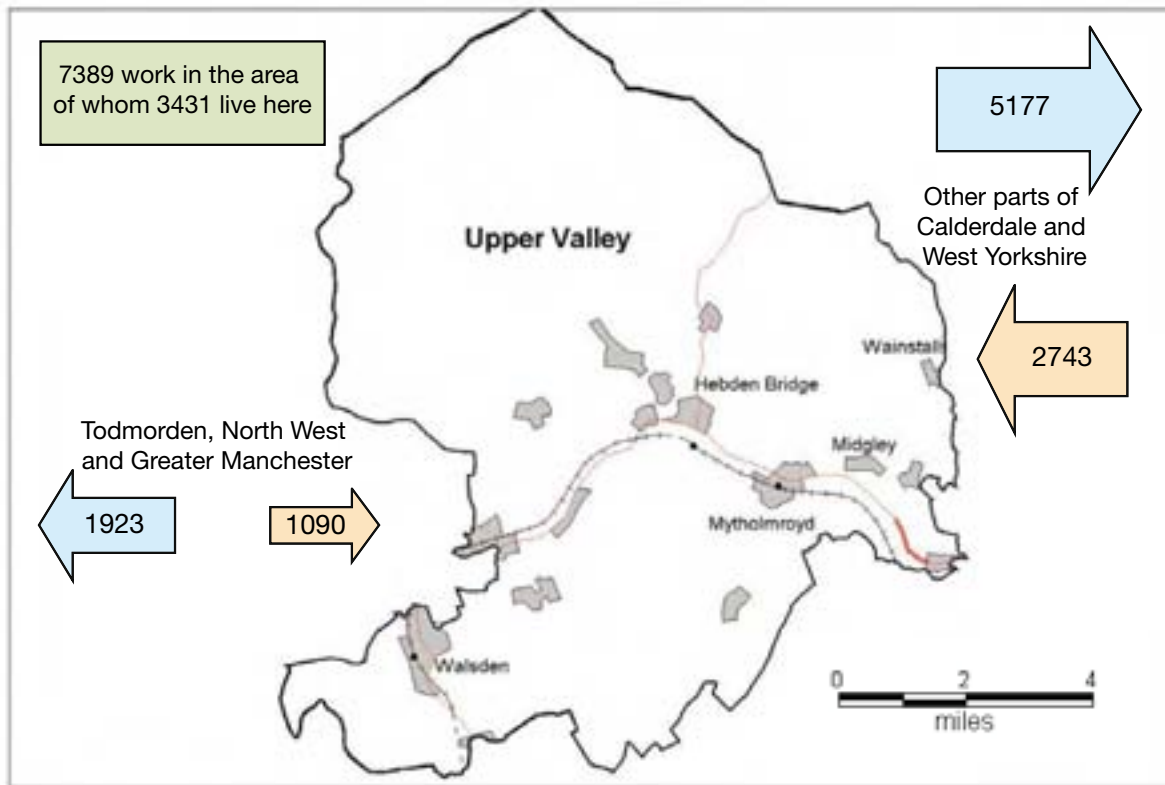 7389 work in the area
of whom 3431 live here
5177
Other parts of
Calderdale and
West Yorkshire
2743
Upper Valley
Wainstalls
Hebden Bridge
Midgley
Mytholmroyd
Todmorden, North West
and Greater Manchester
1923
1090
Walsden
0 2 4
miles